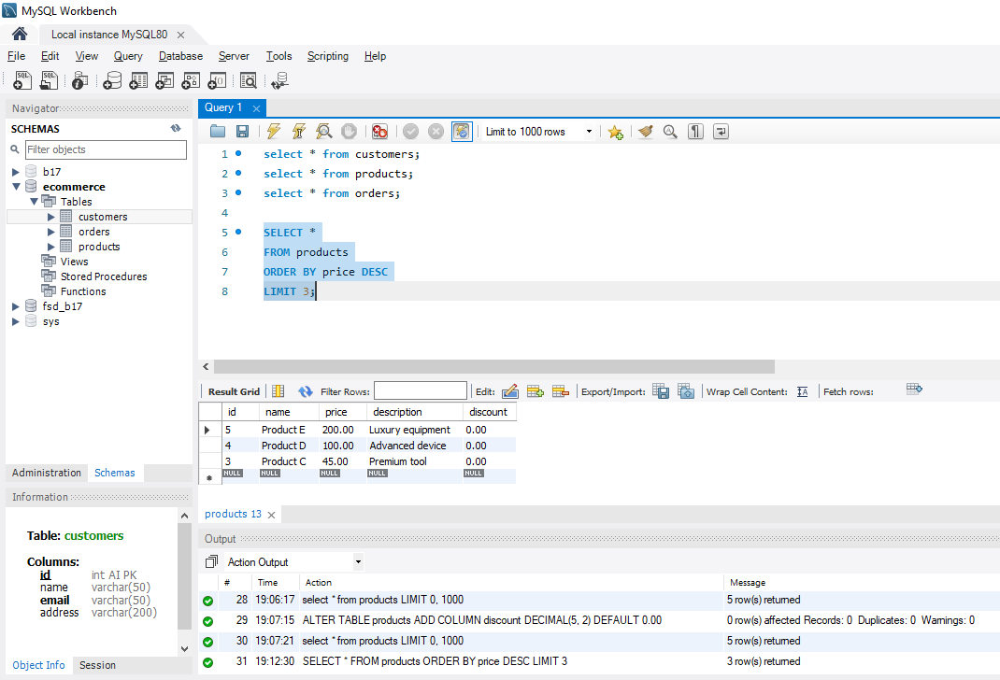 MySQL Workbench
Local instance MySQL80
File Edit View Query Database Server Tools Scripting Help
Navigator
SCHEMAS
Filter objects
b17
ecommerce
Tables
customers
orders
products
Views
Stored Procedures
Functions
fsd_b17
sys
Administration Schemas
Information
Table: customers
Columns:
id int AI PK
name varchar(50)
email varchar(50)
address varchar(200)
Object Info Session
Query 1
Limit to 1000 rows
1 select * from customers;
2 select * from products;
3 select * from orders;
4
5 SELECT *
6 FROM products
7 ORDER BY price DESC
8 LIMIT 3;
Result Grid Filter Rows: Edit: Export/Import: Wrap Cell Content: Fetch rows:
id name price description discount
5 Product E 200.00 Luxury equipment 0.00
4 Product D 100.00 Advanced device 0.00
3 Product C 45.00 Premium tool 0.00
NULL NULL NULL NULL NULL
products 13
Output
Action Output
# Time Action Message
28 19:06:17 select * from products LIMIT 0, 1000 5 row(s) returned
29 19:07:15 ALTER TABLE products ADD COLUMN discount DECIMAL(5, 2) DEFAULT 0.00 0 row(s) affected Records: 0 Duplicates: 0 Warnings: 0
30 19:07:21 select * from products LIMIT 0, 1000 5 row(s) returned
31 19:12:30 SELECT * FROM products ORDER BY price DESC LIMIT 3 3 row(s) returned